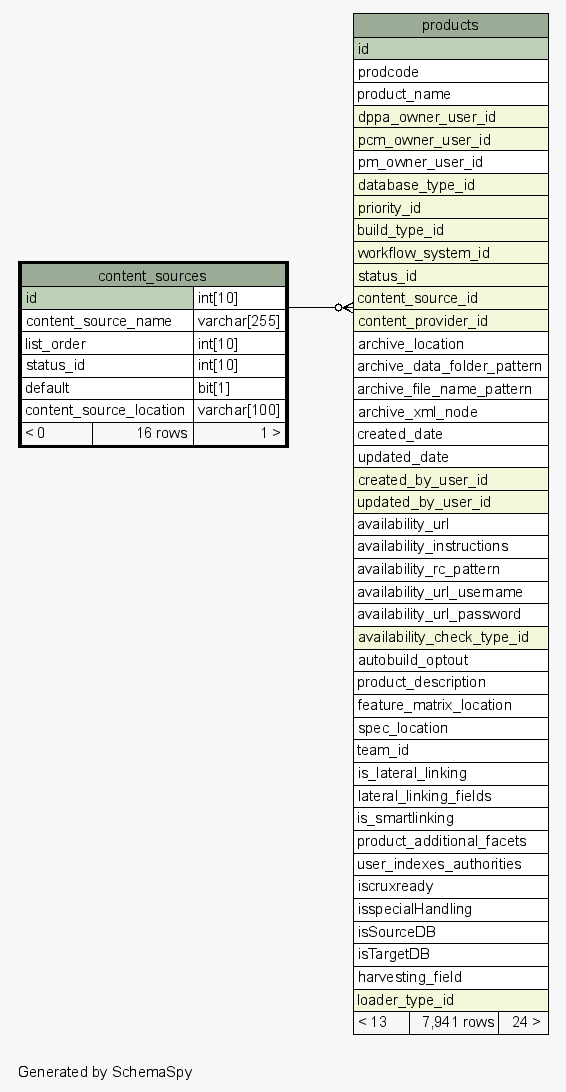 products
id
prodcode
product_name
dppa_owner_user_id
pcm_owner_user_id
pm_owner_user_id
database_type_id
priority_id
build_type_id
workflow_system_id
status_id
content_source_id
content_provider_id
archive_location
archive_data_folder_pattern
archive_file_name_pattern
archive_xml_node
created_date
updated_date
created_by_user_id
updated_by_user_id
availability_url
availability_instructions
availability_rc_pattern
availability_url_username
availability_url_password
availability_check_type_id
autobuild_optout
product_description
feature_matrix_location
spec_location
team_id
is_lateral_linking
lateral_linking_fields
is_smartlinking
product_additional_facets
user_indexes_authorities
iscruxready
isspecialHandling
isSourceDB
isTargetDB
harvesting_field
loader_type_id
< 13 7,941 rows 24 >
content_sources
id int[10]
content_source_name varchar[255]
list_order int[10]
status_id int[10]
default bit[1]
content_source_location varchar[100]
< 0 16 rows 1 >
Generated by SchemaSpy